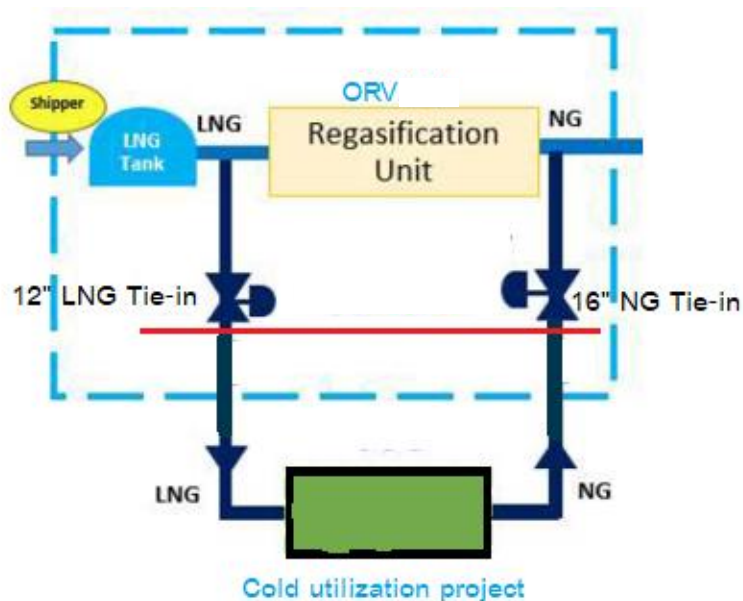 ORV
Shipper
LNG
NG
LNG
Tank
Regasification
Unit
12" LNG Tie-in
16" NG Tie-in
LNG
NG
Cold utilization project